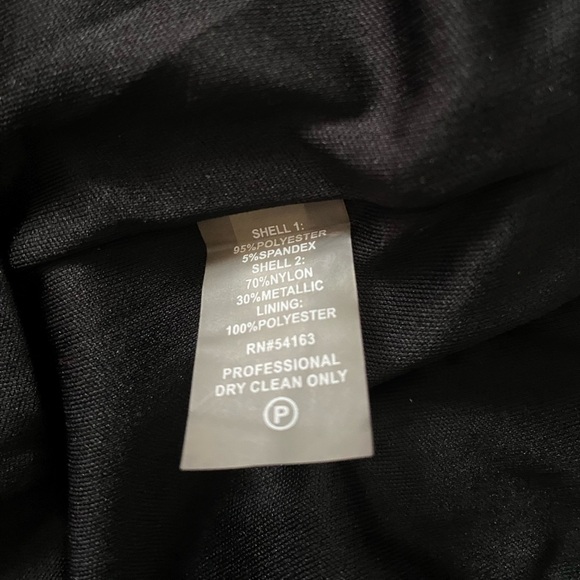 SHELL 1:
95%POLYESTER
5%SPANDEX
SHELL 2:
70%NYLON
30%METALLIC
LINING:
100%POLYESTER
RN#54163
PROFESSIONAL
DRY CLEAN ONLY
P